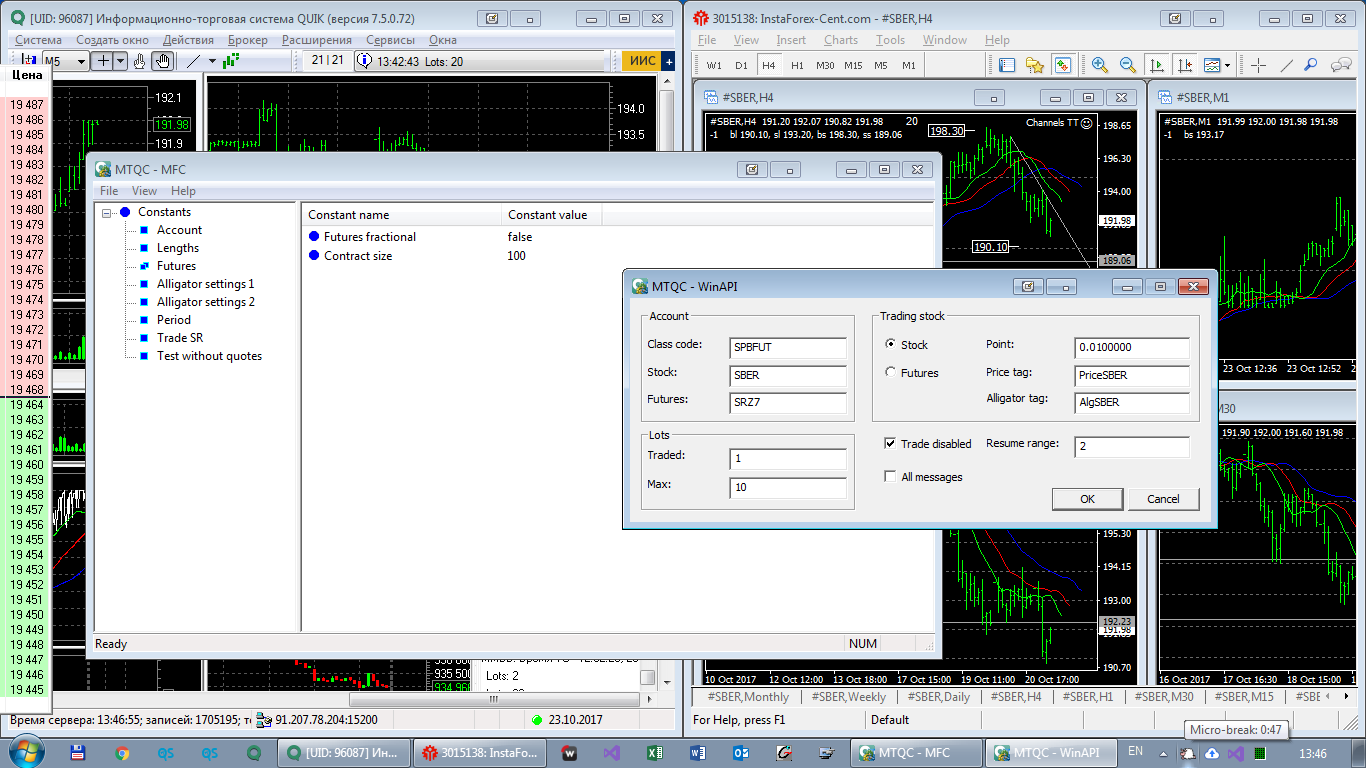 [UID: 96087] Информационно-торговая система QUIK (версия 7.5.0.72)
Система Создать окно Действия Брокер Расширения Сервисы Окна
M5 21 | 21 13:42:43 Lots: 20 ИИС
Цена
19 487
19 486
19 485
19 484
19 483
19 482
19 481
19 480
19 479
19 478
19 477
19 476
19 475
19 474
19 473
19 472
19 471
19 470
19 469
19 468
19 464
19 463
19 462
19 461
19 460
19 459
19 458
19 457
19 456
19 455
19 454
19 453
19 452
19 451
19 450
19 449
19 448
19 447
19 446
19 445
192.1
191.98
191.9
194.0
193.5
935 500
Lots: 2
Время сервера: 13:46:55; записей: 1705195; 91.207.78.204:15200 23.10.2017
3015138: InstaForex-Cent.com - #SBER,H4
File View Insert Charts Tools Window Help
W1 D1 H4 H1 M30 M15 M5 M1
#SBER,H4
#SBER,H4 191.20 192.07 190.82 191.98 20 Channels TT
-1 bl 190.10, sl 193.20, bs 198.30, ss 189.06
198.30
190.10
198.65
196.30
194.00
191.98
189.06
#SBER,M1
#SBER,M1 191.99 192.00 191.98 191.98
-1 bs 193.17
23 Oct 12:36 23 Oct 12:52
M30
191.90 192.00 191.60 191.98
195.30
194.15
193.00
192.23
191.98
190.70
10 Oct 2017 12 Oct 12:00 13 Oct 18:00 17 Oct 15:00 19 Oct 11:00 20 Oct 17:00
16 Oct 2017 17 Oct 16:30 18 Oct 15:00
#SBER,Monthly #SBER,Weekly #SBER,Daily #SBER,H4 #SBER,H1 #SBER,M30 #SBER,M15 #SBE
For Help, press F1 Default
MTQC - MFC
File View Help
Constants
Account
Lengths
Futures
Alligator settings 1
Alligator settings 2
Period
Trade SR
Test without quotes
Constant name Constant value
Futures fractional false
Contract size 100
Ready NUM
MTQC - WinAPI
Account
Class code: SPBFUT
Stock: SBER
Futures: SRZ7
Lots
Traded: 1
Max: 10
Trading stock
Stock Point: 0.0100000
Futures Price tag: PriceSBER
Alligator tag: AlgSBER
Trade disabled Resume range: 2
All messages
OK Cancel
Micro-break: 0:47
[UID: 96087] Ин... 3015138: InstaFo... MTQC - MFC MTQC - WinAPI EN 13:46